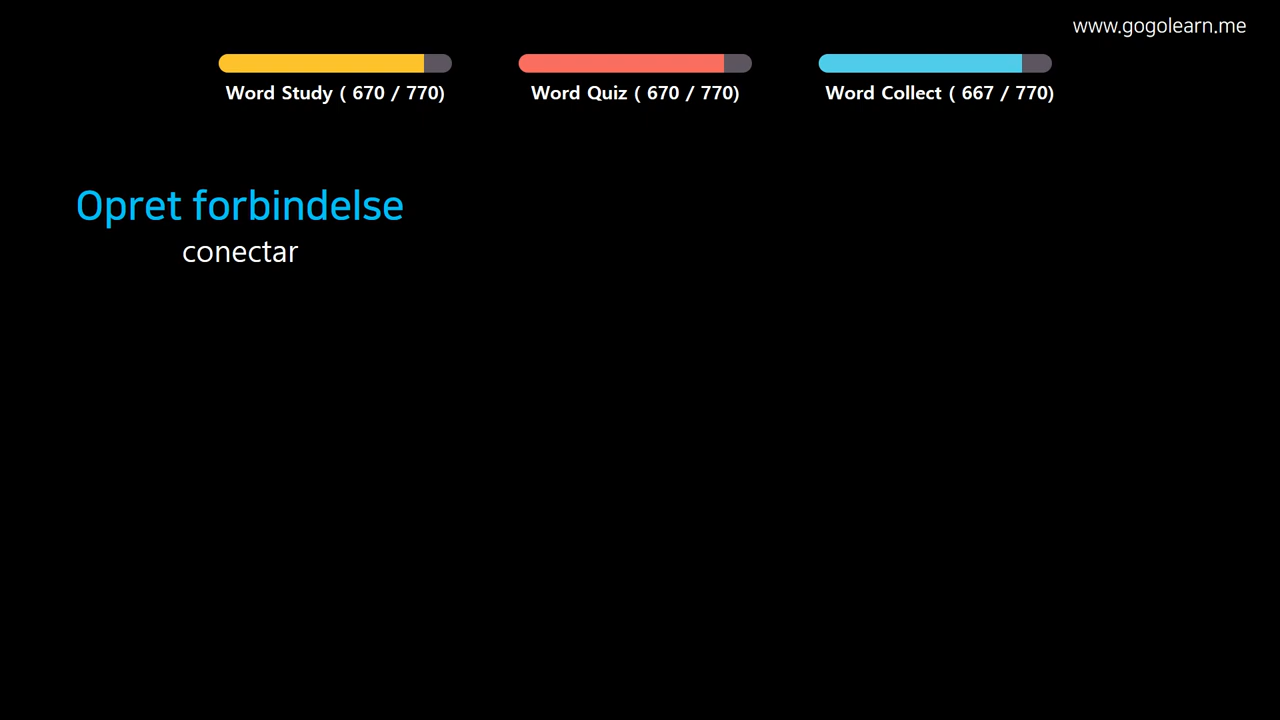 www.gogolearn.me
Word Study ( 670 / 770)
Word Quiz ( 670 / 770)
Word Collect ( 667 / 770)
Opret forbindelse
conectar